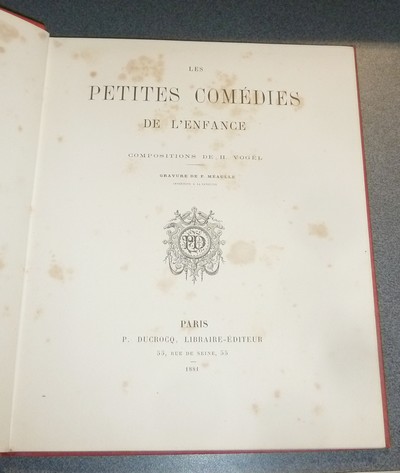 LES
PETITES COMÉDIES
DE L'ENFANCE
COMPOSITIONS DE H. VOGEL
GRAVURE DE F. MÉAULLE
PD
PARIS
P. DUCROCQ, LIBRAIRE-ÉDITEUR
55, RUE DE SEINE, 55